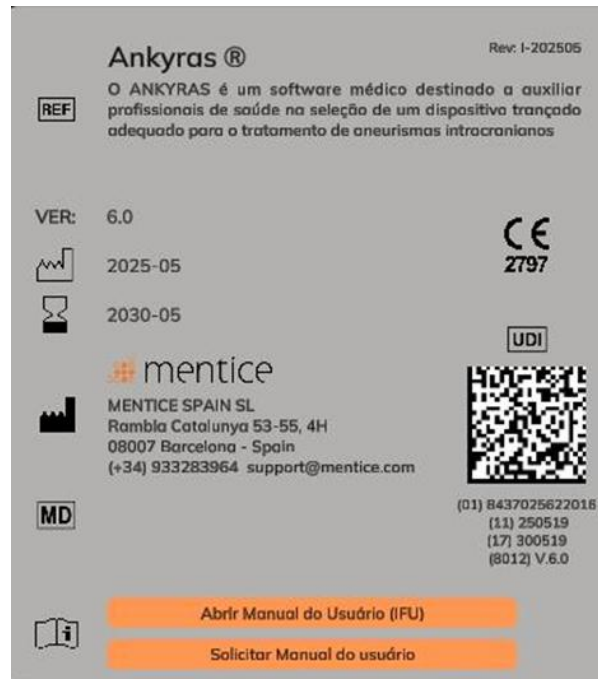 Ankyras ®
Rev: I-202505
REF
O ANKYRAS é um software médico destinado a auxiliar
profissionais de saúde na seleção de um dispositivo trançado
adequado para o tratamento de aneurismas intracranianos
VER: 6.0
2025-05
2030-05
CE
2797
UDI
mentice
MENTICE SPAIN SL
Rambla Catalunya 53-55, 4H
08007 Barcelona - Spain
(+34) 933283964 support@mentice.com
MD
(01) 8437025622016
(11) 250519
(17) 300519
(8012) V.6.0
Abrir Manual do Usuário (IFU)
Solicitar Manual do usuário